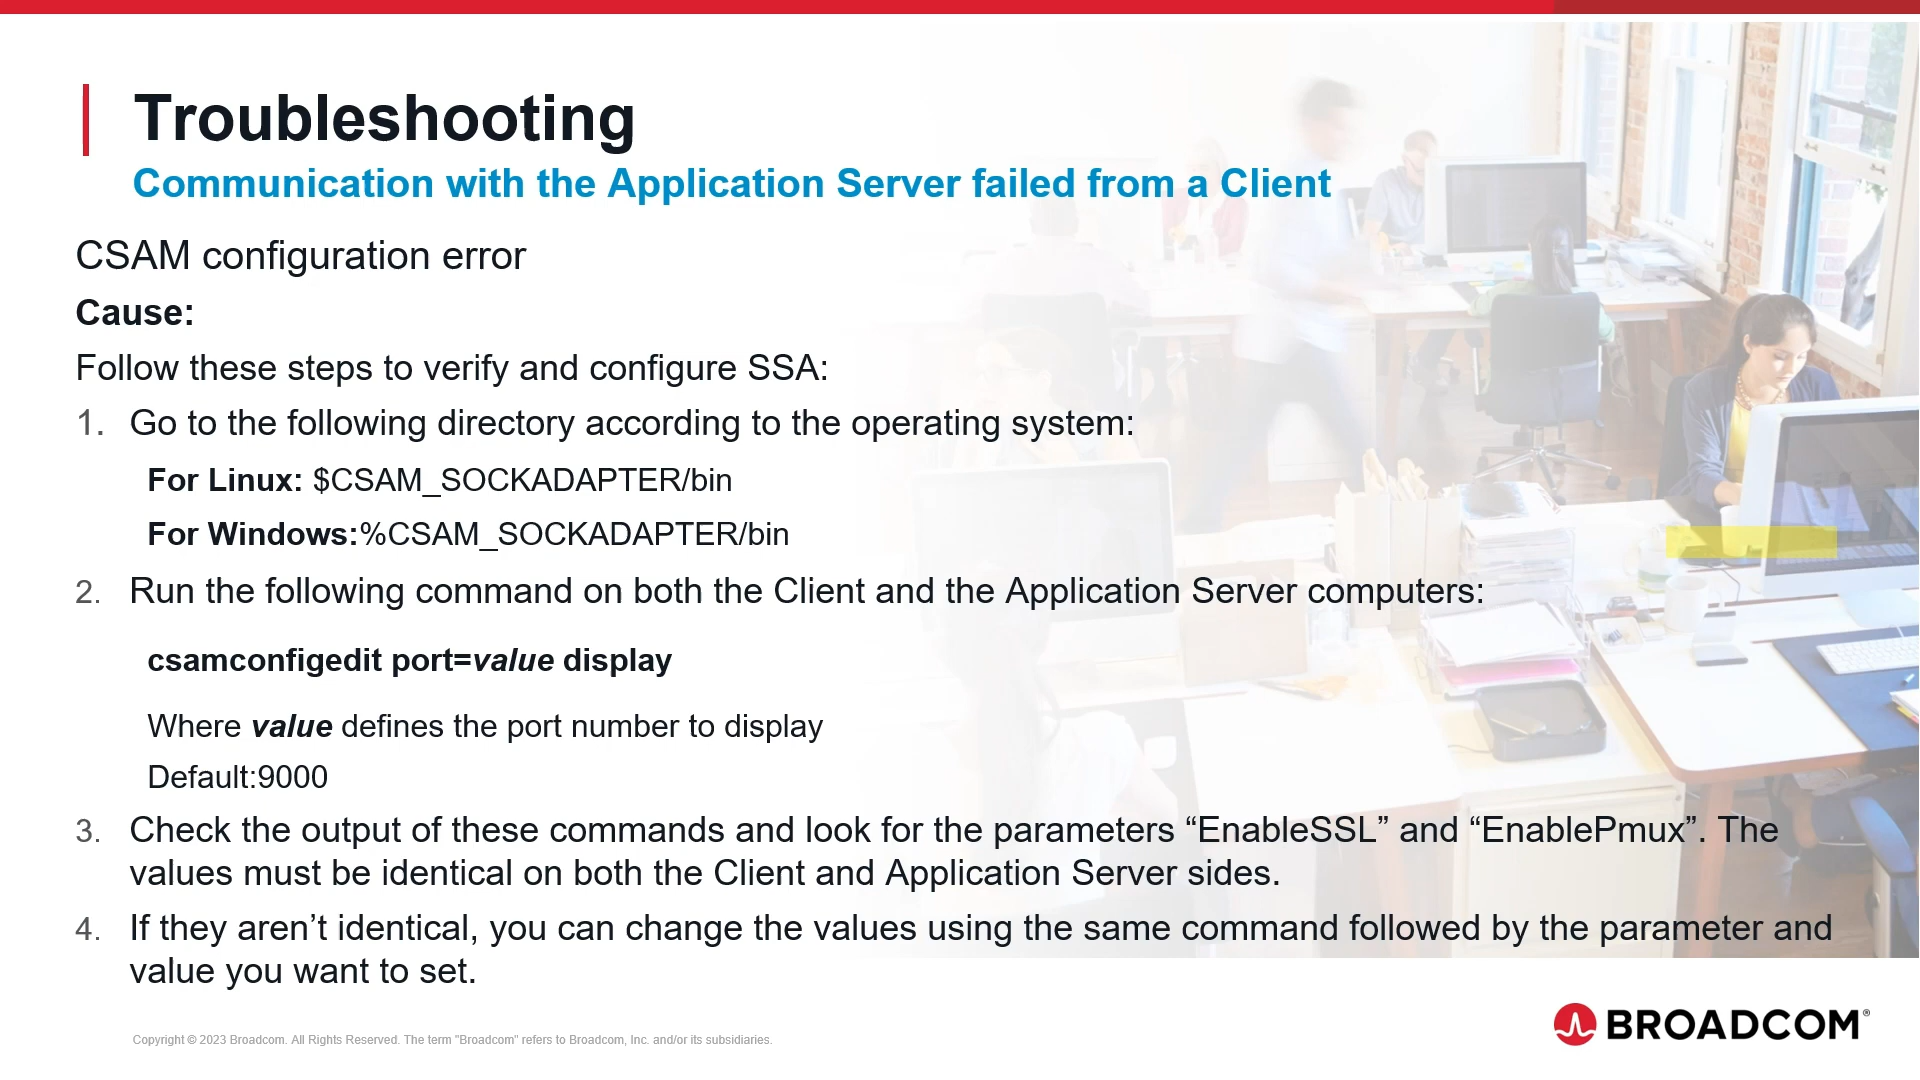 Troubleshooting
Communication with the Application Server failed from a Client
CSAM configuration error
Cause:
Follow these steps to verify and configure SSA:
1. Go to the following directory according to the operating system:
For Linux: $CSAM_SOCKADAPTER/bin
For Windows:%CSAM_SOCKADAPTER/bin
2. Run the following command on both the Client and the Application Server computers:
csamconfigedit port=value display
Where value defines the port number to display
Default:9000
3. Check the output of these commands and look for the parameters “EnableSSL” and “EnablePmux”. The
values must be identical on both the Client and Application Server sides.
4. If they aren’t identical, you can change the values using the same command followed by the parameter and
value you want to set.
Copyright © 2023 Broadcom. All Rights Reserved. The term "Broadcom" refers to Broadcom, Inc. and/or its subsidiaries.
BROADCOM®